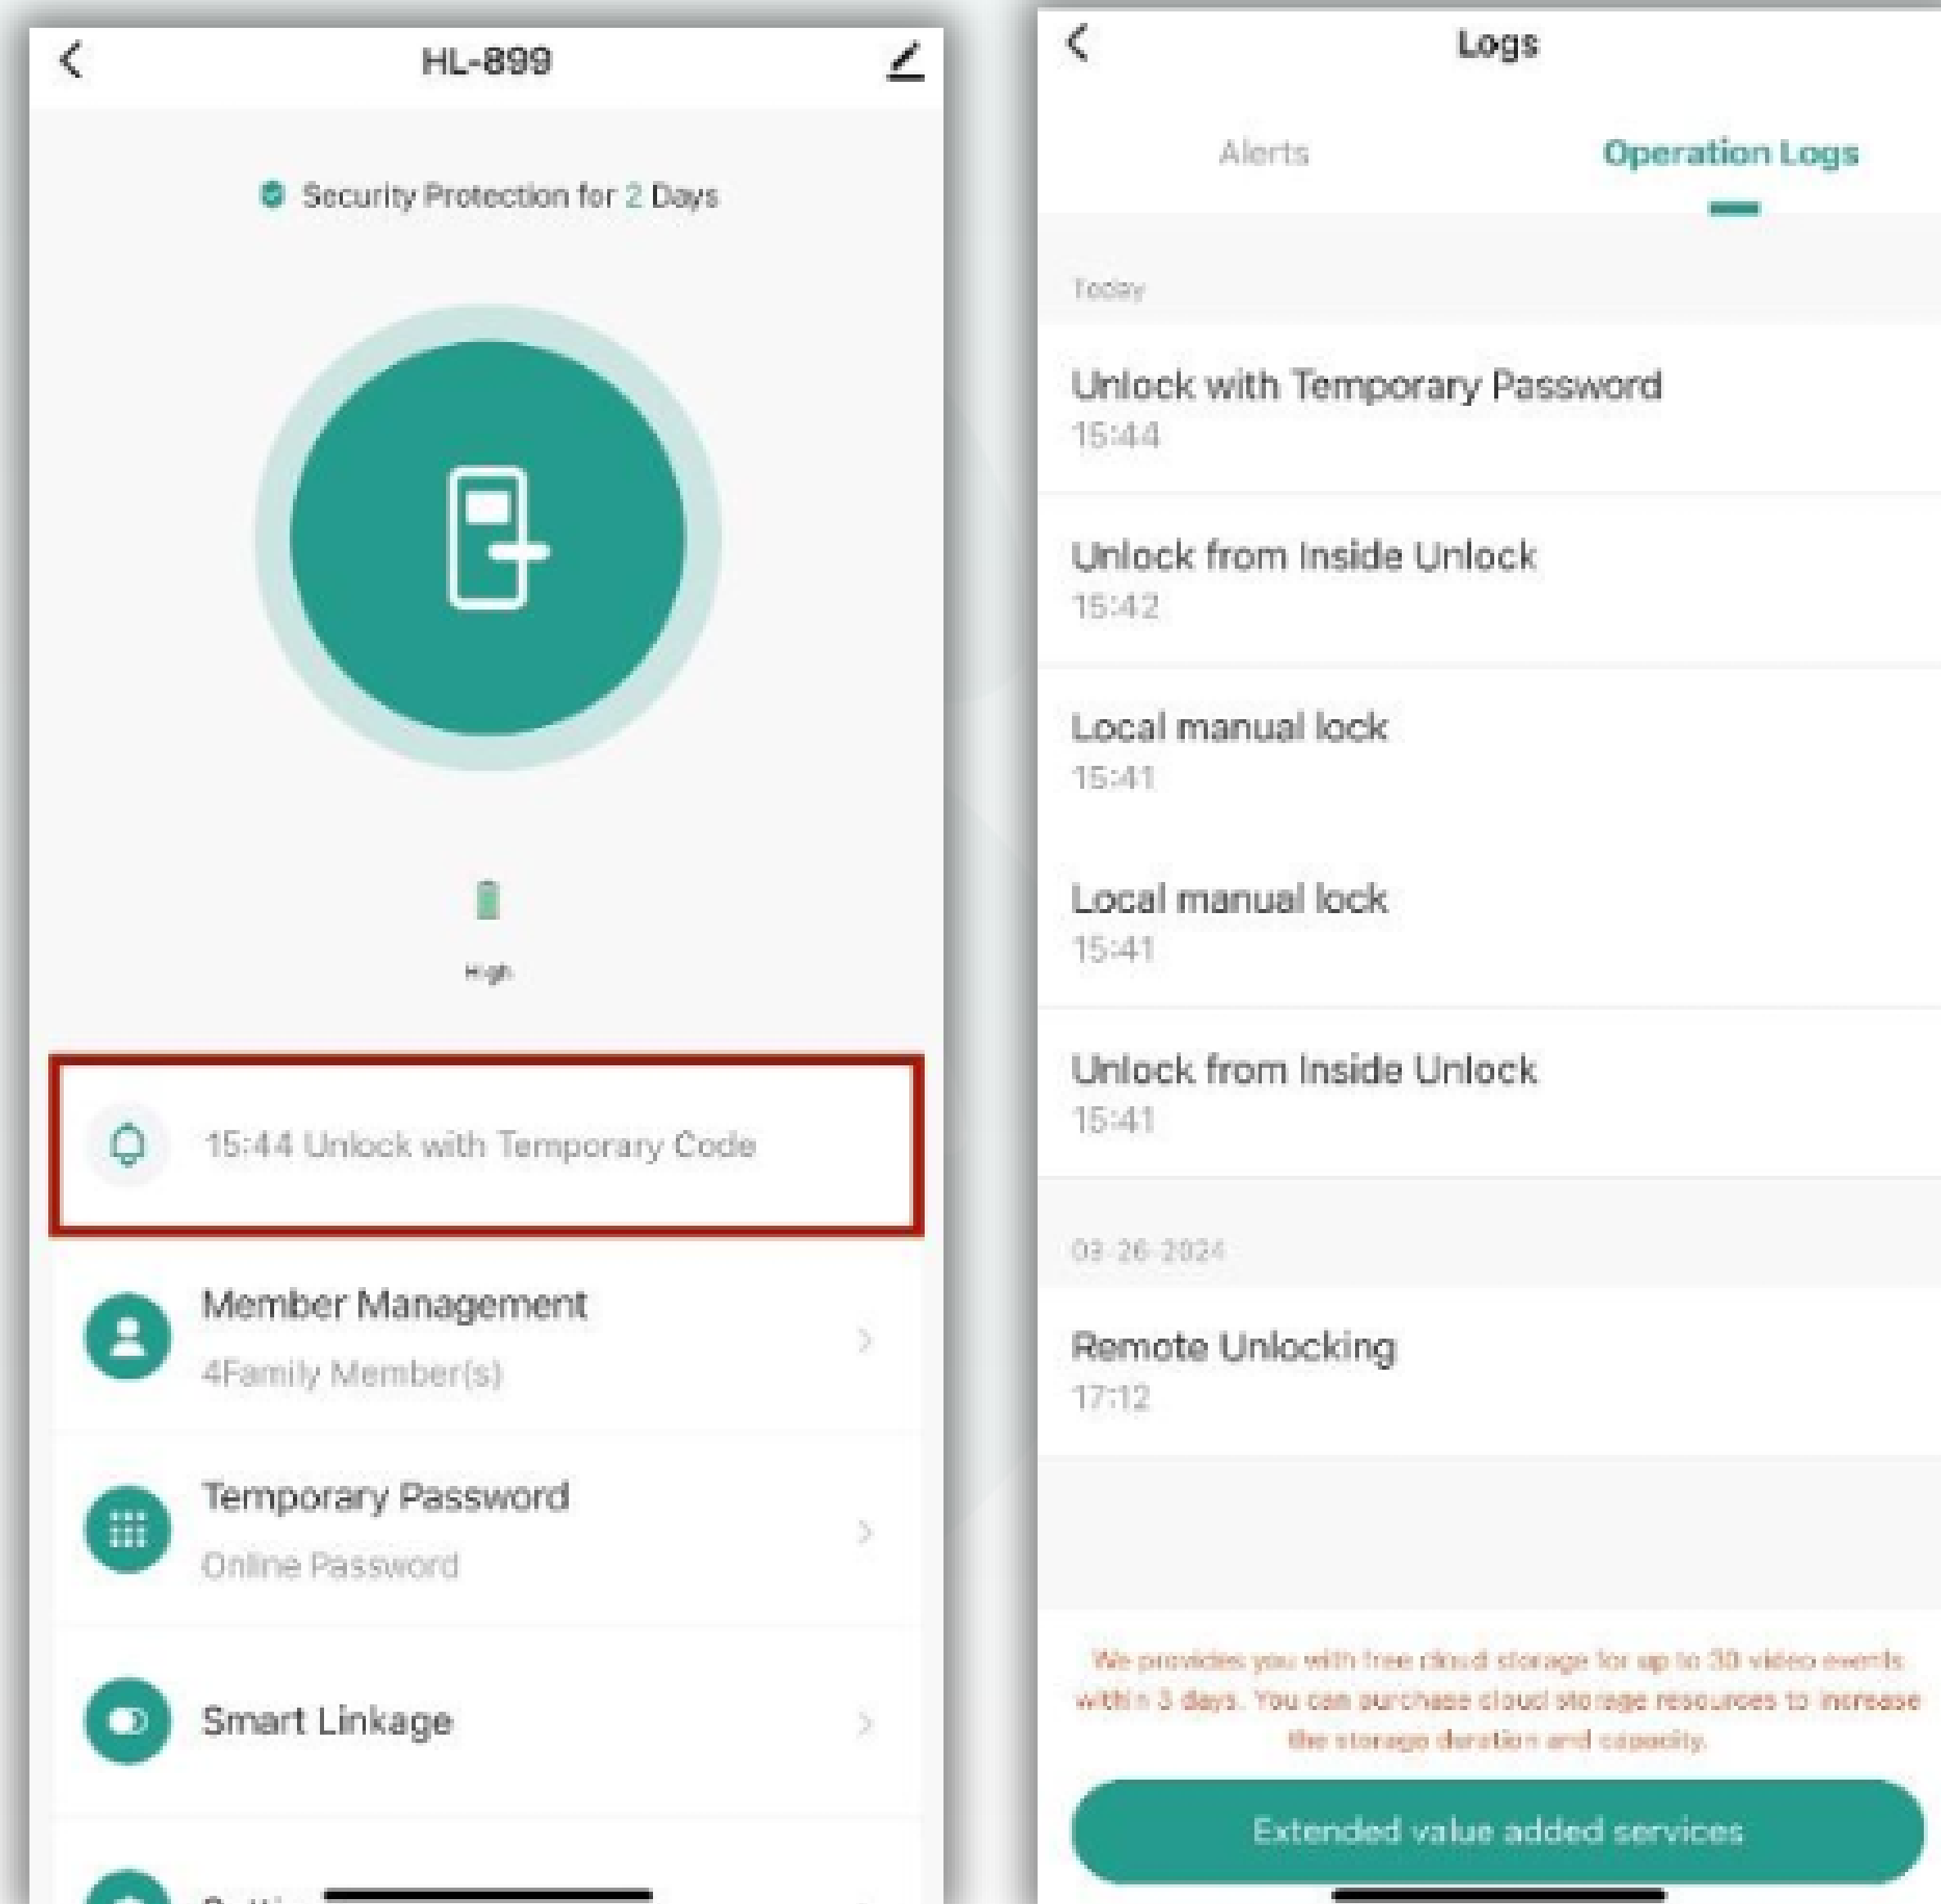 HL-899
Security Protection for 2 Days
High
15:44 Unlock with Temporary Code
Member Management
4Family Member(s)
Temporary Password
Online Password
Smart Linkage
Logs
Alerts
Operation Logs
Today
Unlock with Temporary Password
15:44
Unlock from Inside Unlock
15:42
Local manual lock
15:41
Local manual lock
15:41
Unlock from Inside Unlock
15:41
03-26-2024
Remote Unlocking
17:12
We provides you with free cloud storage for up to 30 video events
within 3 days. You can purchase cloud storage resources to increase
the storage duration and capacity.
Extended value added services